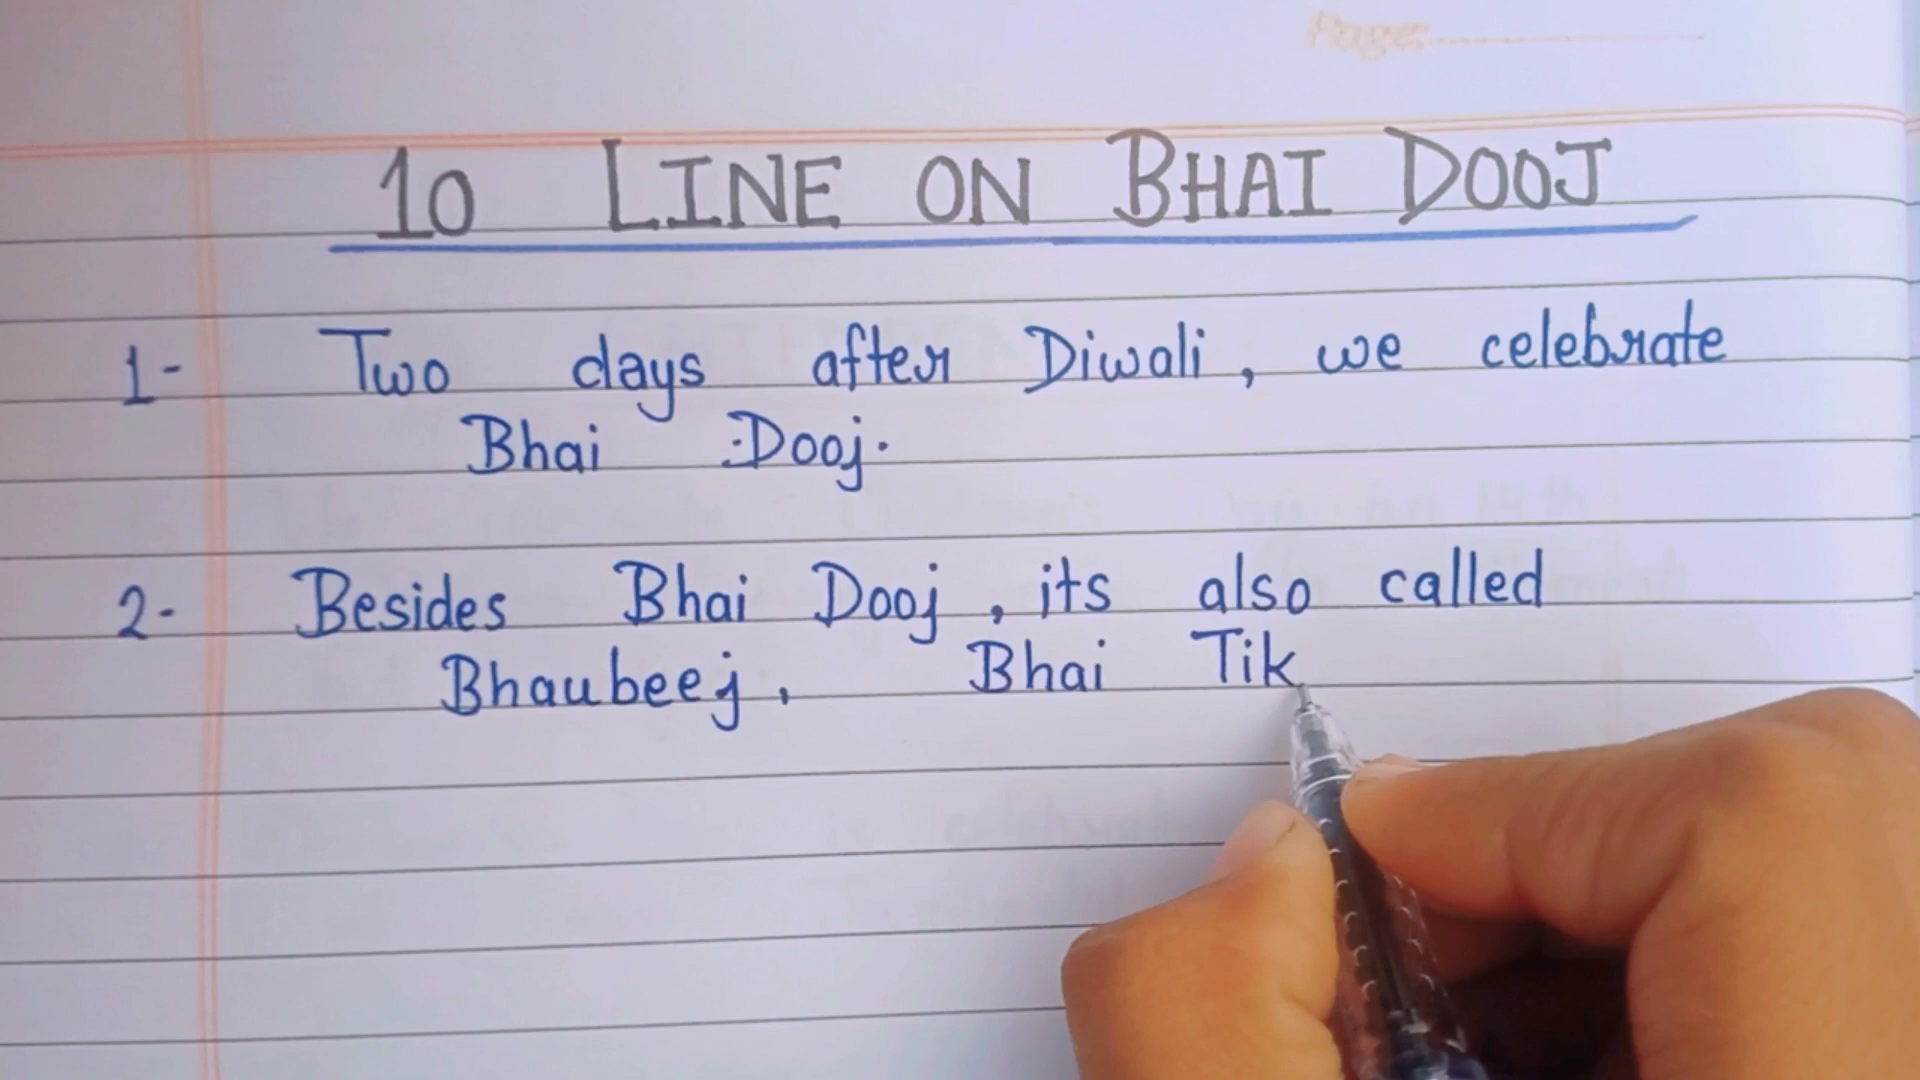 Page
10 LINE ON BHAI DOOJ
1- Two days after Diwali, we celebrate
Bhai Dooj.
2- Besides Bhai Dooj, its also called
Bhaubeej, Bhai Tik